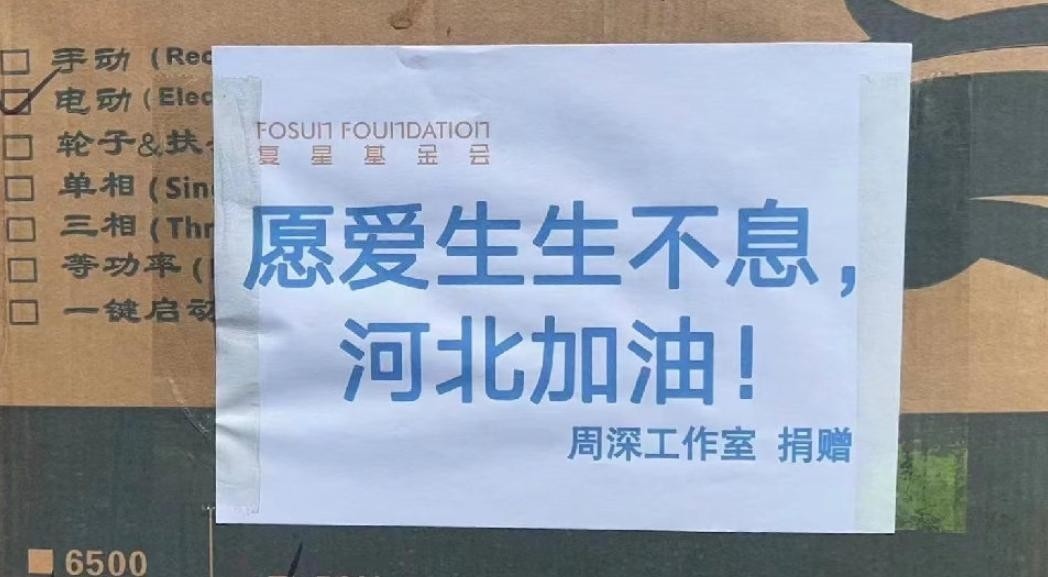 手动 (Rec
电动 (Elec
轮子&扶
单相 (Sin
三相 (Thr
等功率 (
一键启动
FOSUN FOUNDATION
复星基金会
愿爱生生不息，
河北加油！
周深工作室 捐赠
6500